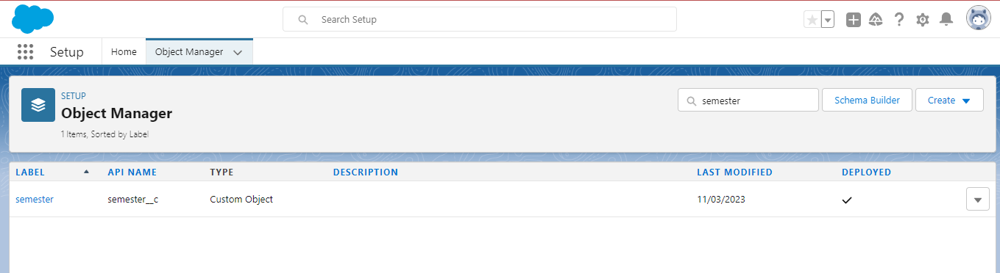 Search Setup
Setup Home Object Manager
SETUP
Object Manager
1 Items, Sorted by Label
semester Schema Builder Create
LABEL API NAME TYPE DESCRIPTION LAST MODIFIED DEPLOYED
semester semester__c Custom Object 11/03/2023